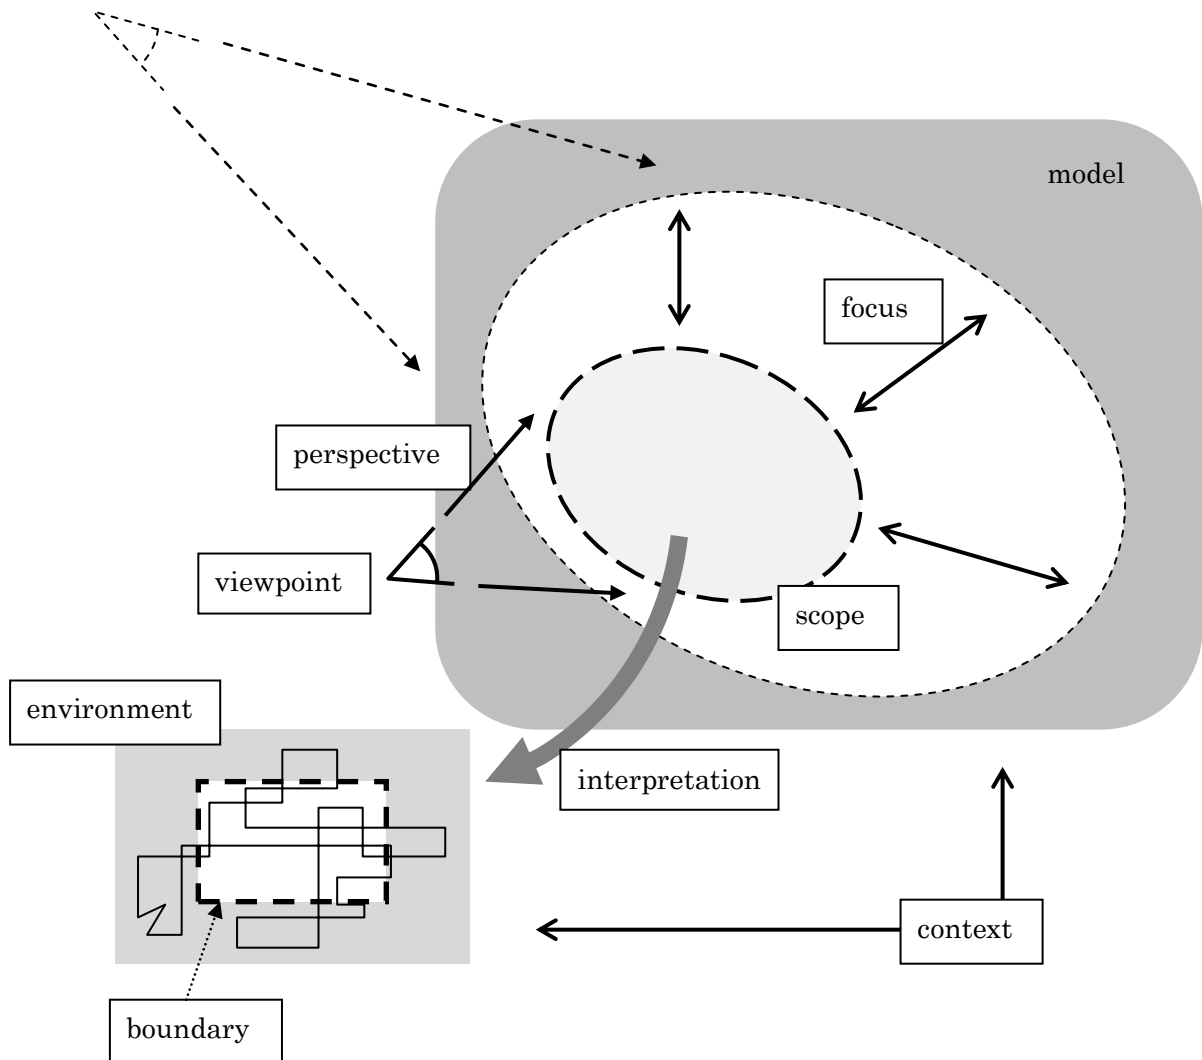 model
focus
perspective
viewpoint
scope
environment
interpretation
context
boundary